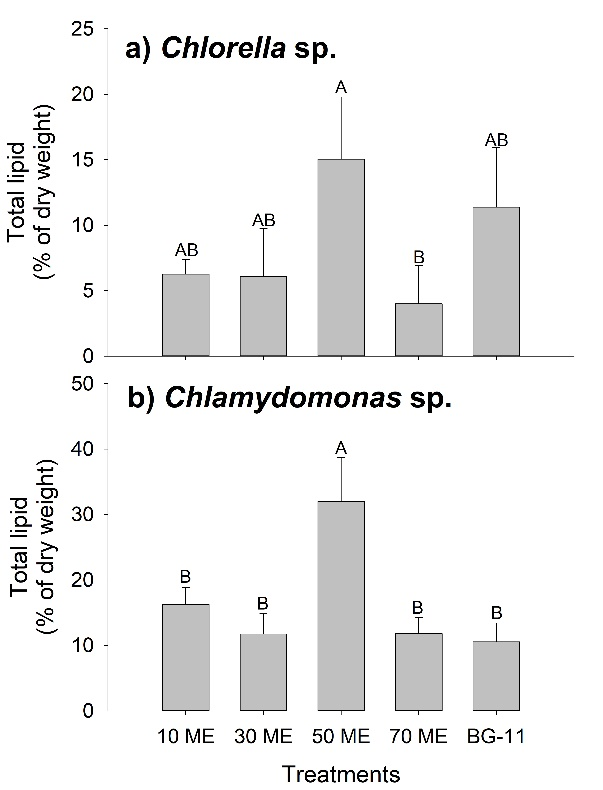 25
a) Chlorella sp.
20
15
10
5
0
Total lipid
(% of dry weight)
AB
AB
A
B
AB
50
b) Chlamydomonas sp.
40
30
20
10
0
Total lipid
(% of dry weight)
B
B
A
B
B
10 ME 30 ME 50 ME 70 ME BG-11
Treatments